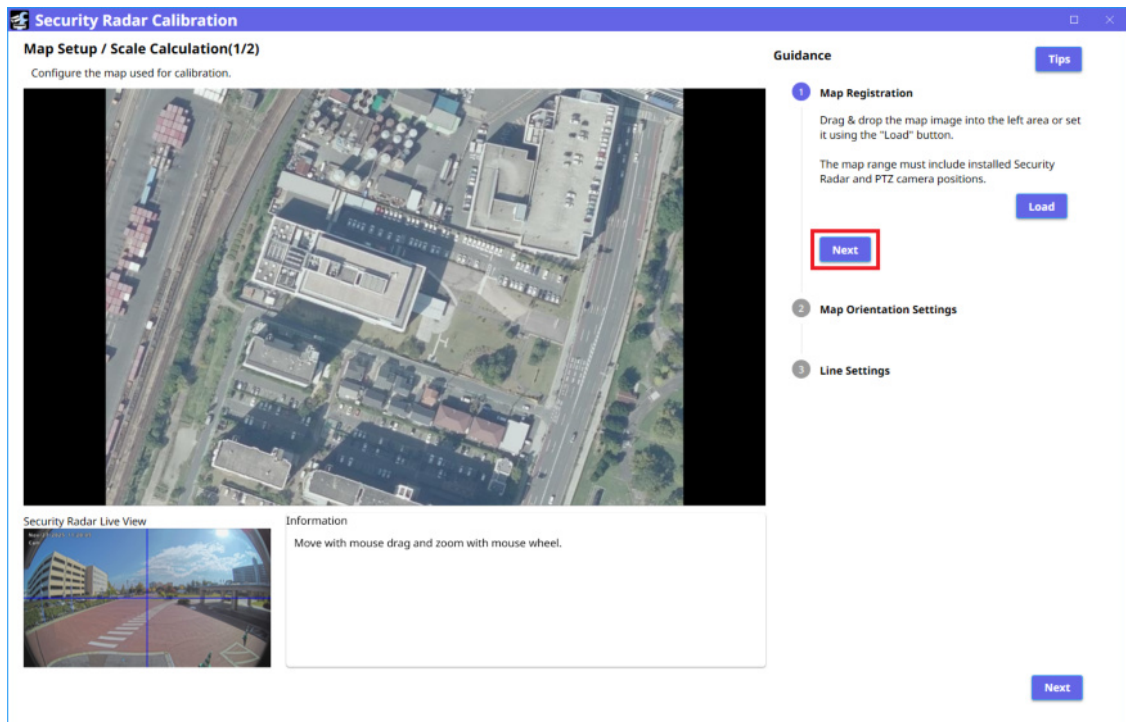 Security Radar Calibration
Map Setup / Scale Calculation(1/2)
Configure the map used for calibration.
Guidance
Tips
1 Map Registration
Drag & drop the map image into the left area or set
it using the "Load" button.
The map range must include installed Security
Radar and PTZ camera positions.
Load
Next
2 Map Orientation Settings
3 Line Settings
Security Radar Live View
Information
Move with mouse drag and zoom with mouse wheel.
Next